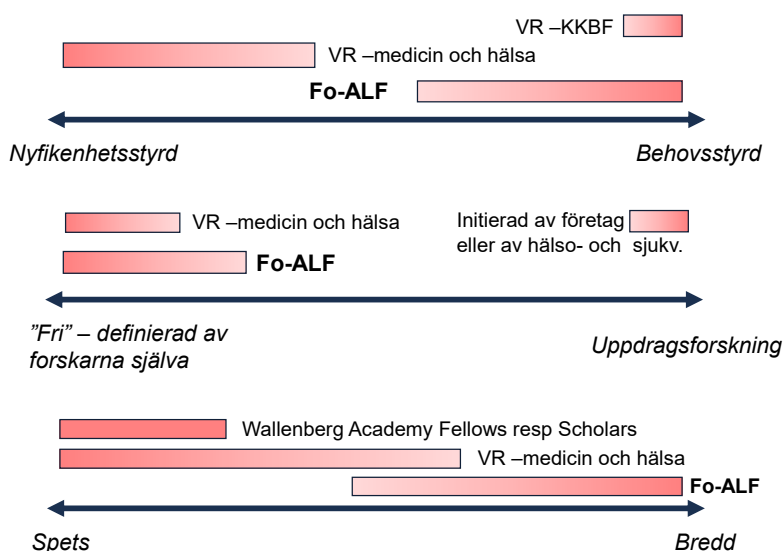 VR –KKBF
VR –medicin och hälsa
Fo-ALF
Nyfikenhetsstyrd
Behovsstyrd
VR –medicin och hälsa
Initierad av företag
eller av hälso- och sjukv.
Fo-ALF
”Fri” – definierad av
forskarna själva
Uppdragsforskning
Wallenberg Academy Fellows resp Scholars
VR –medicin och hälsa
Fo-ALF
Spets
Bredd